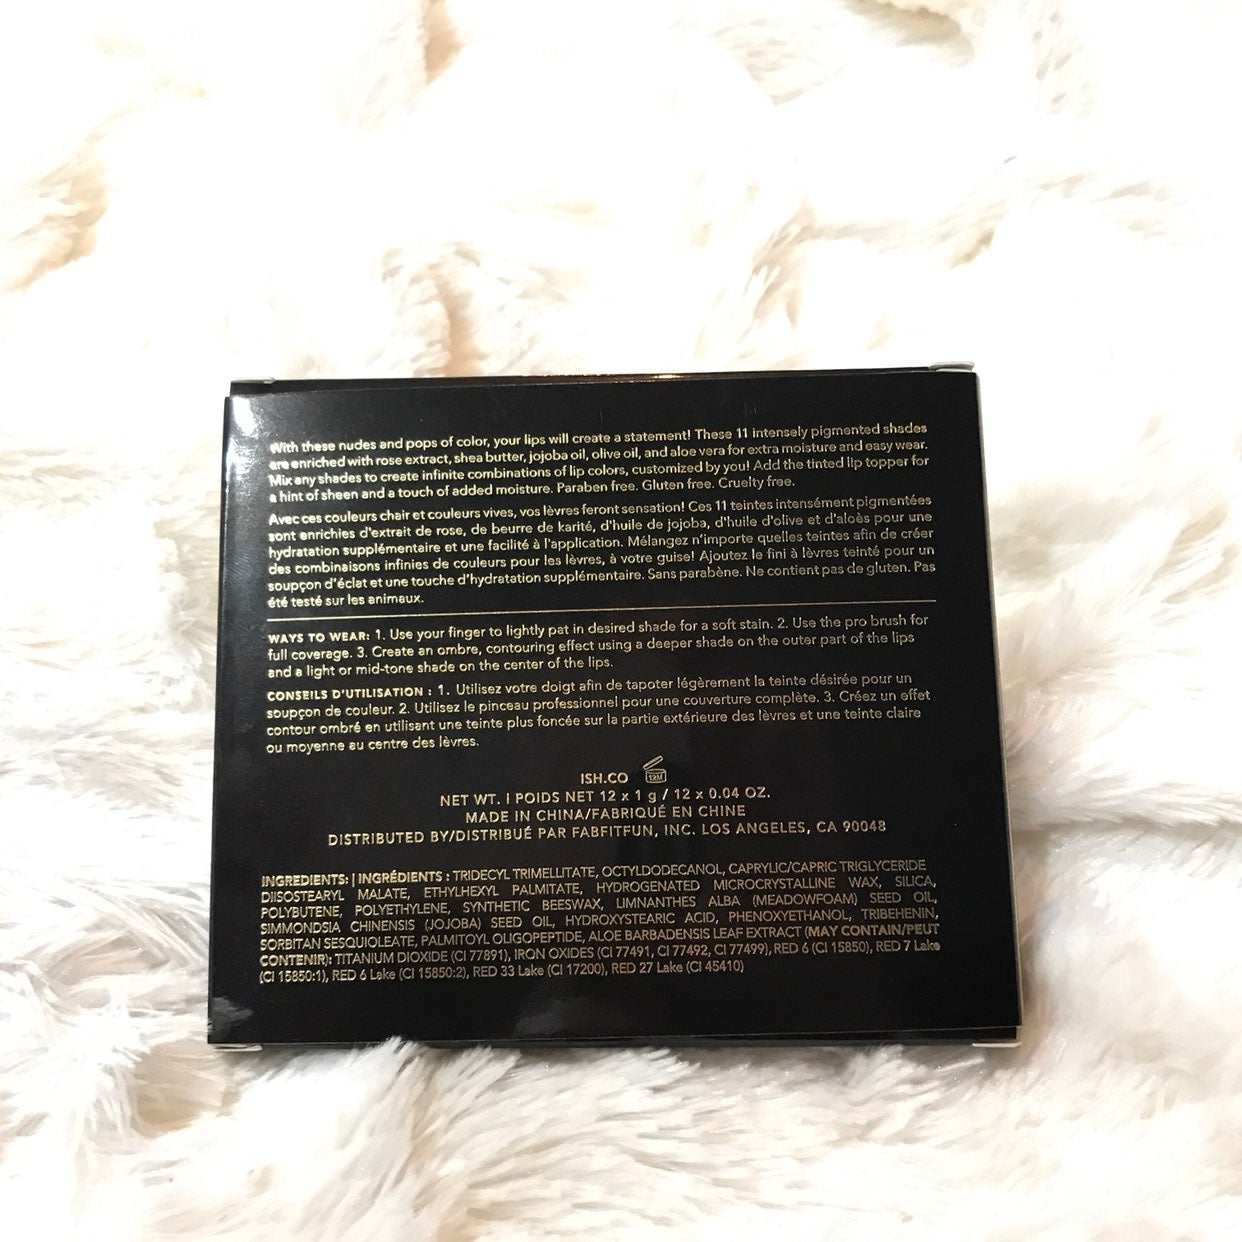 With these nudes and pops of color, your lips will create a statement! These 11 intensely pigmented shades
are enriched with rose extract, shea butter, jojoba oil, olive oil, and aloe vera for extra moisture and easy wear.
Mix any shades to create infinite combinations of lip colors, customized by you! Add the tinted lip topper for
a hint of sheen and a touch of added moisture. Paraben free. Gluten free. Cruelty free.
Avec ces couleurs chair et couleurs vives, vos lèvres feront sensation! Ces 11 teintes intensément pigmentées
sont enrichies d'extrait de rose, de beurre de karité, d'huile de jojoba, d'huile d'olive et d'aloès pour une
hydratation supplémentaire et une facilité à l'application. Mélangez n'importe quelles teintes afin de créer
des combinaisons infinies de couleurs pour les lèvres, à votre guise! Ajoutez le fini à lèvres teinté pour un
soupçon d'éclat et une touche d'hydratation supplémentaire. Sans parabène. Ne contient pas de gluten. Pas
été testé sur les animaux.
WAYS TO WEAR: 1. Use your finger to lightly pat in desired shade for a soft stain. 2. Use the pro brush for
full coverage. 3. Create an ombre, contouring effect using a deeper shade on the outer part of the lips
and a light or mid-tone shade on the center of the lips.
CONSEILS D'UTILISATION : 1. Utilisez votre doigt afin de tapoter légèrement la teinte désirée pour un
soupçon de couleur. 2. Utilisez le pinceau professionnel pour une couverture complète. 3. Créez un effet
contour ombré en utilisant une teinte plus foncée sur la partie extérieure des lèvres et une teinte claire
ou moyenne au centre des lèvres.
ISH.CO 12M
NET WT. | POIDS NET 12 x 1 g / 12 x 0.04 OZ.
MADE IN CHINA/FABRIQUÉ EN CHINE
DISTRIBUTED BY/DISTRIBUÉ PAR FABFITFUN, INC. LOS ANGELES, CA 90048
INGREDIENTS: | INGRÉDIENTS : TRIDECYL TRIMELLITATE, OCTYLDODECANOL, CAPRYLIC/CAPRIC TRIGLYCERIDE
DIISOSTEARYL MALATE, ETHYLHEXYL PALMITATE, HYDROGENATED MICROCRYSTALLINE WAX, SILICA,
POLYBUTENE, POLYETHYLENE, SYNTHETIC BEESWAX, LIMNANTHES ALBA (MEADOWFOAM) SEED OIL,
SIMMONDSIA CHINENSIS (JOJOBA) SEED OIL, HYDROXYSTEARIC ACID, PHENOXYETHANOL, TRIBEHENIN,
SORBITAN SESQUIOLEATE, PALMITOYL OLIGOPEPTIDE, ALOE BARBADENSIS LEAF EXTRACT (MAY CONTAIN/PEUT
CONTENIR): TITANIUM DIOXIDE (CI 77891), IRON OXIDES (CI 77491, CI 77492, CI 77499), RED 6 (CI 15850), RED 7 Lake
(CI 15850:1), RED 6 Lake (CI 15850:2), RED 33 Lake (CI 17200), RED 27 Lake (CI 45410)